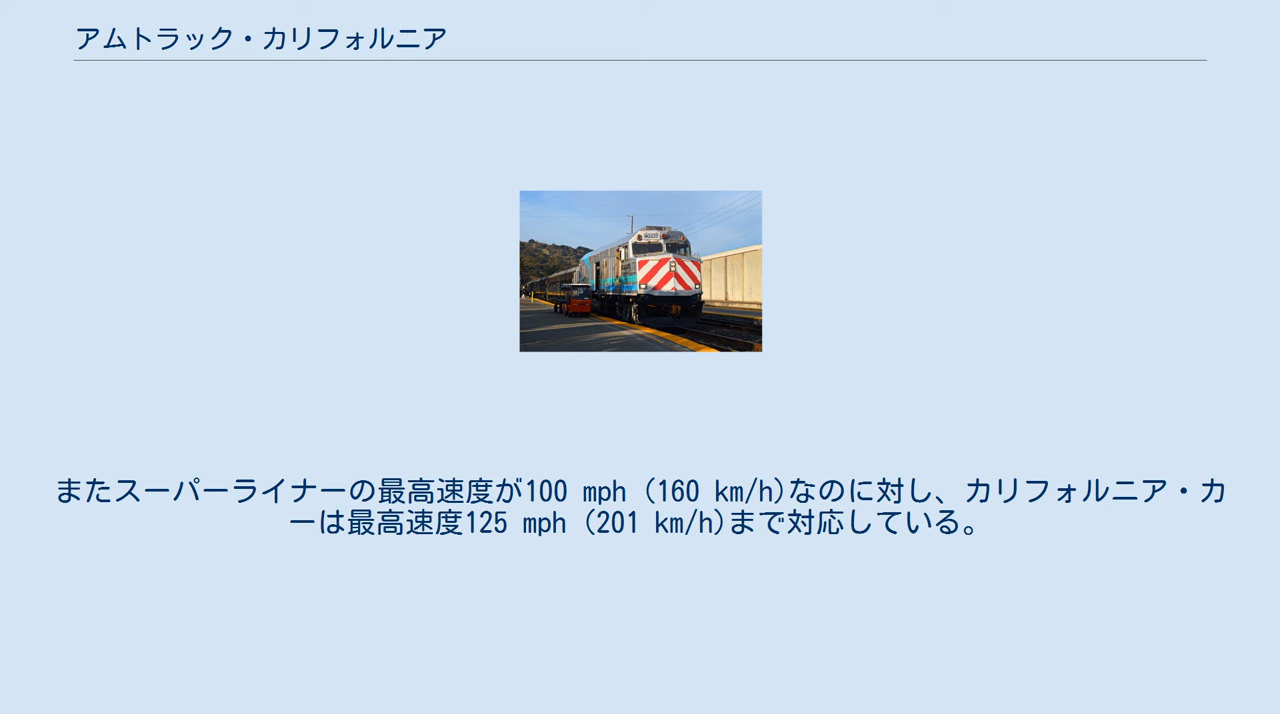 アムトラック・カリフォルニア
またスーパーライナーの最高速度が100 mph (160 km/h)なのに対し、カリフォルニア・カ
ーは最高速度125 mph (201 km/h)まで対応している。